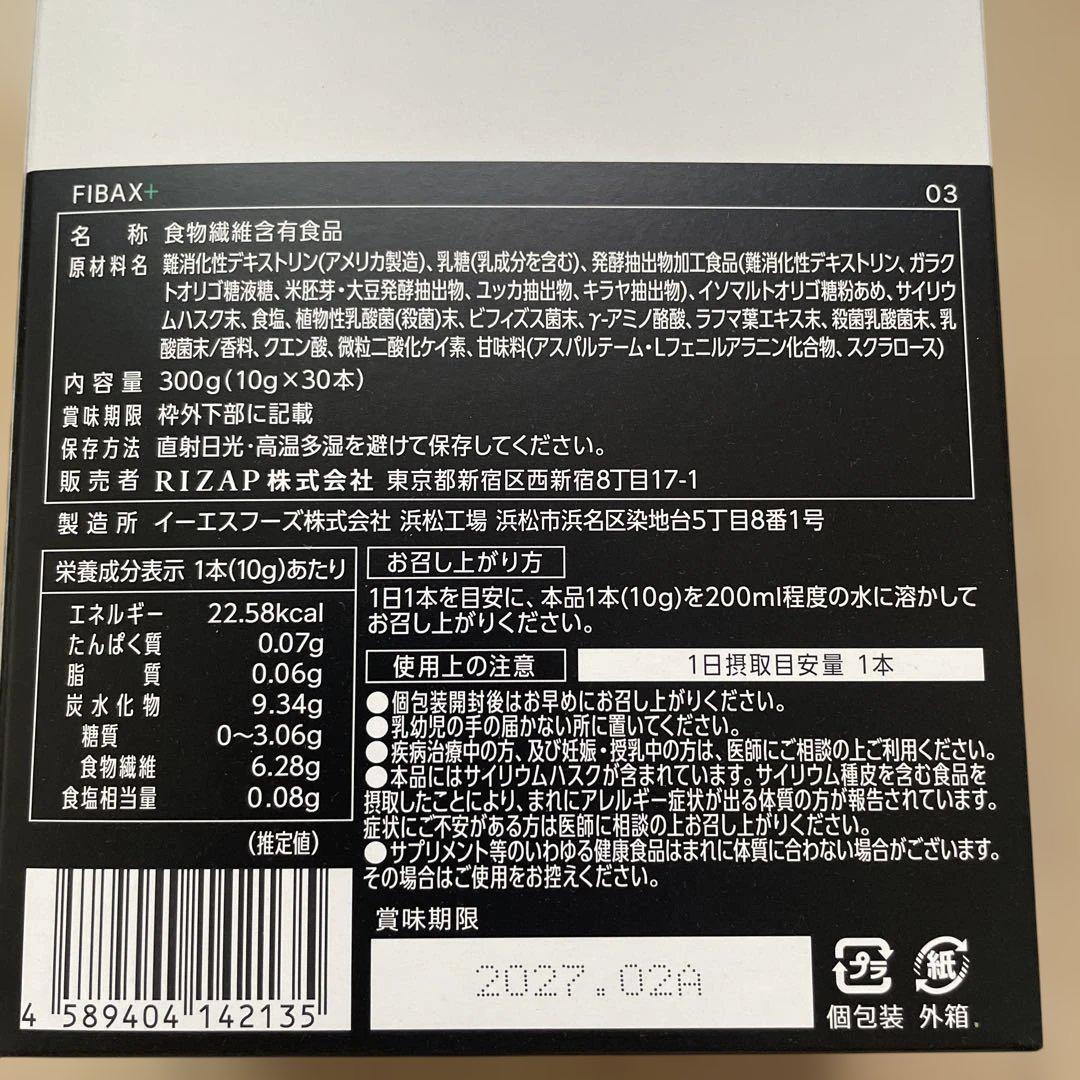 FIBAX+ 03
名称 食物繊維含有食品
原材料名 難消化性デキストリン(アメリカ製造)、乳糖(乳成分を含む)、発酵抽出物加工食品(難消化性デキストリン、ガラク
トオリゴ糖液糖、米胚芽・大豆発酵抽出物、ユッカ抽出物、キラヤ抽出物)、イソマルトオリゴ糖粉あめ、サイリウ
ムハスク末、食塩、植物性乳酸菌(殺菌)末、ビフィズス菌末、γ-アミノ酪酸、ラフマ葉エキス末、殺菌乳酸菌末、乳
酸菌末/香料、クエン酸、微粒二酸化ケイ素、甘味料(アスパルテーム・Lフェニルアラニン化合物、スクラロース)
内容量 300g(10g×30本)
賞味期限 枠外下部に記載
保存方法 直射日光・高温多湿を避けて保存してください。
販売者 RIZAP株式会社 東京都新宿区西新宿8丁目17-1
製造所 イーエスフーズ株式会社 浜松工場 浜松市浜名区染地台5丁目8番1号
栄養成分表示 1本(10g)あたり
エネルギー 22.58kcal
たんぱく質 0.07g
脂質 0.06g
炭水化物 9.34g
糖質 0〜3.06g
食物繊維 6.28g
食塩相当量 0.08g
(推定値)
お召し上がり方
1日1本を目安に、本品1本(10g)を200ml程度の水に溶かして
お召し上がりください。
使用上の注意 1日摂取目安量 1本
●個包装開封後はお早めにお召し上がりください。
●乳幼児の手の届かない所に置いてください。
●疾病治療中の方、及び妊娠・授乳中の方は、医師にご相談の上ご利用ください。
●本品にはサイリウムハスクが含まれています。サイリウム種皮を含む食品を
摂取したことにより、まれにアレルギー症状が出る体質の方が報告されています。
症状にご不安がある方は医師に相談の上お召し上がりください。
●サプリメント等のいわゆる健康食品はまれに体質に合わない場合がございます。
その場合はご使用をお控えください。
賞味期限
2027.02A
プラ 紙
個包装 外箱
4 589404 142135